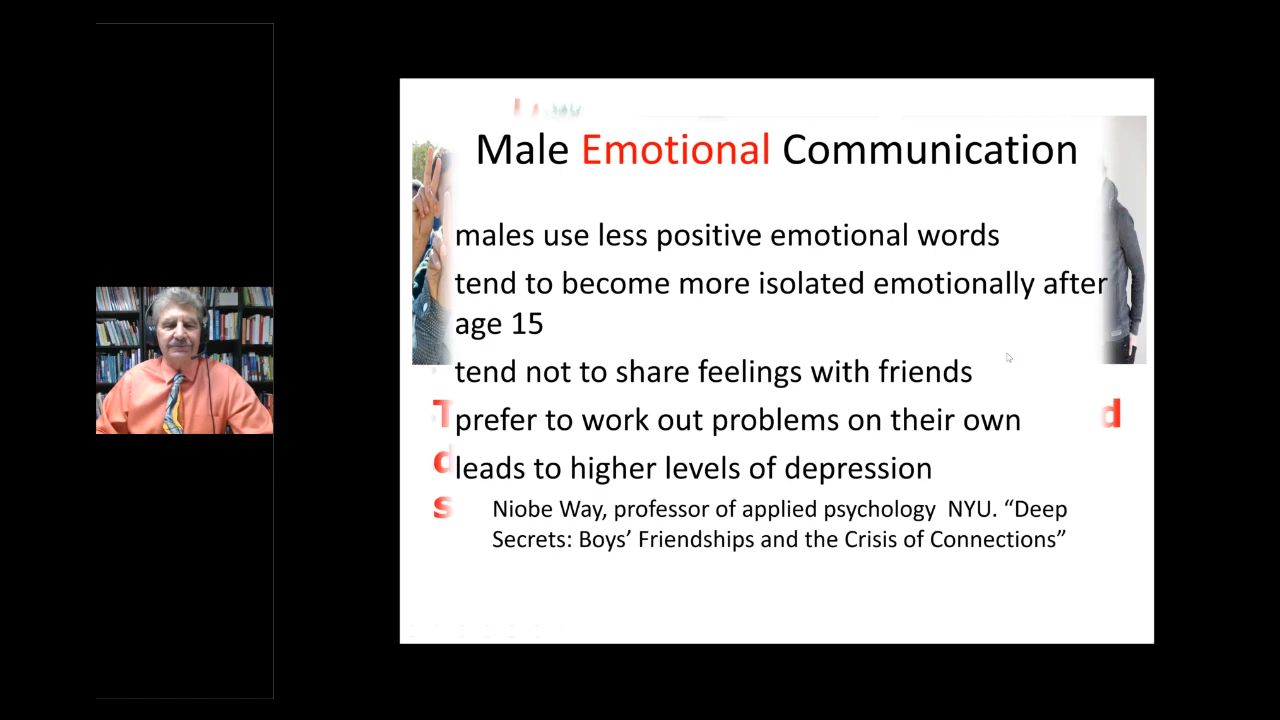 Male Emotional Communication
males use less positive emotional words
tend to become more isolated emotionally after
age 15
tend not to share feelings with friends
prefer to work out problems on their own
leads to higher levels of depression
Niobe Way, professor of applied psychology  NYU. “Deep
Secrets: Boys’ Friendships and the Crisis of Connections”